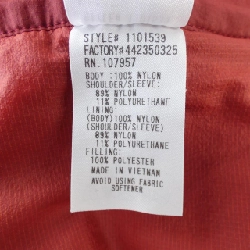 STYLE# 1101539
FACTORY#442350325
RN.107957
BODY :100% NYLON
SHOULDER/SLEEVE:
89% NYLON
11% POLYURETHANE
LINING:
(BODY)100% NYLON
(SHOULDER/SLEEVE)
89% NYLON
11% POLYURETHANE
FILLING:
100% POLYESTER
MADE IN VIETNAM
AVOID USING FABRIC
SOFTENER